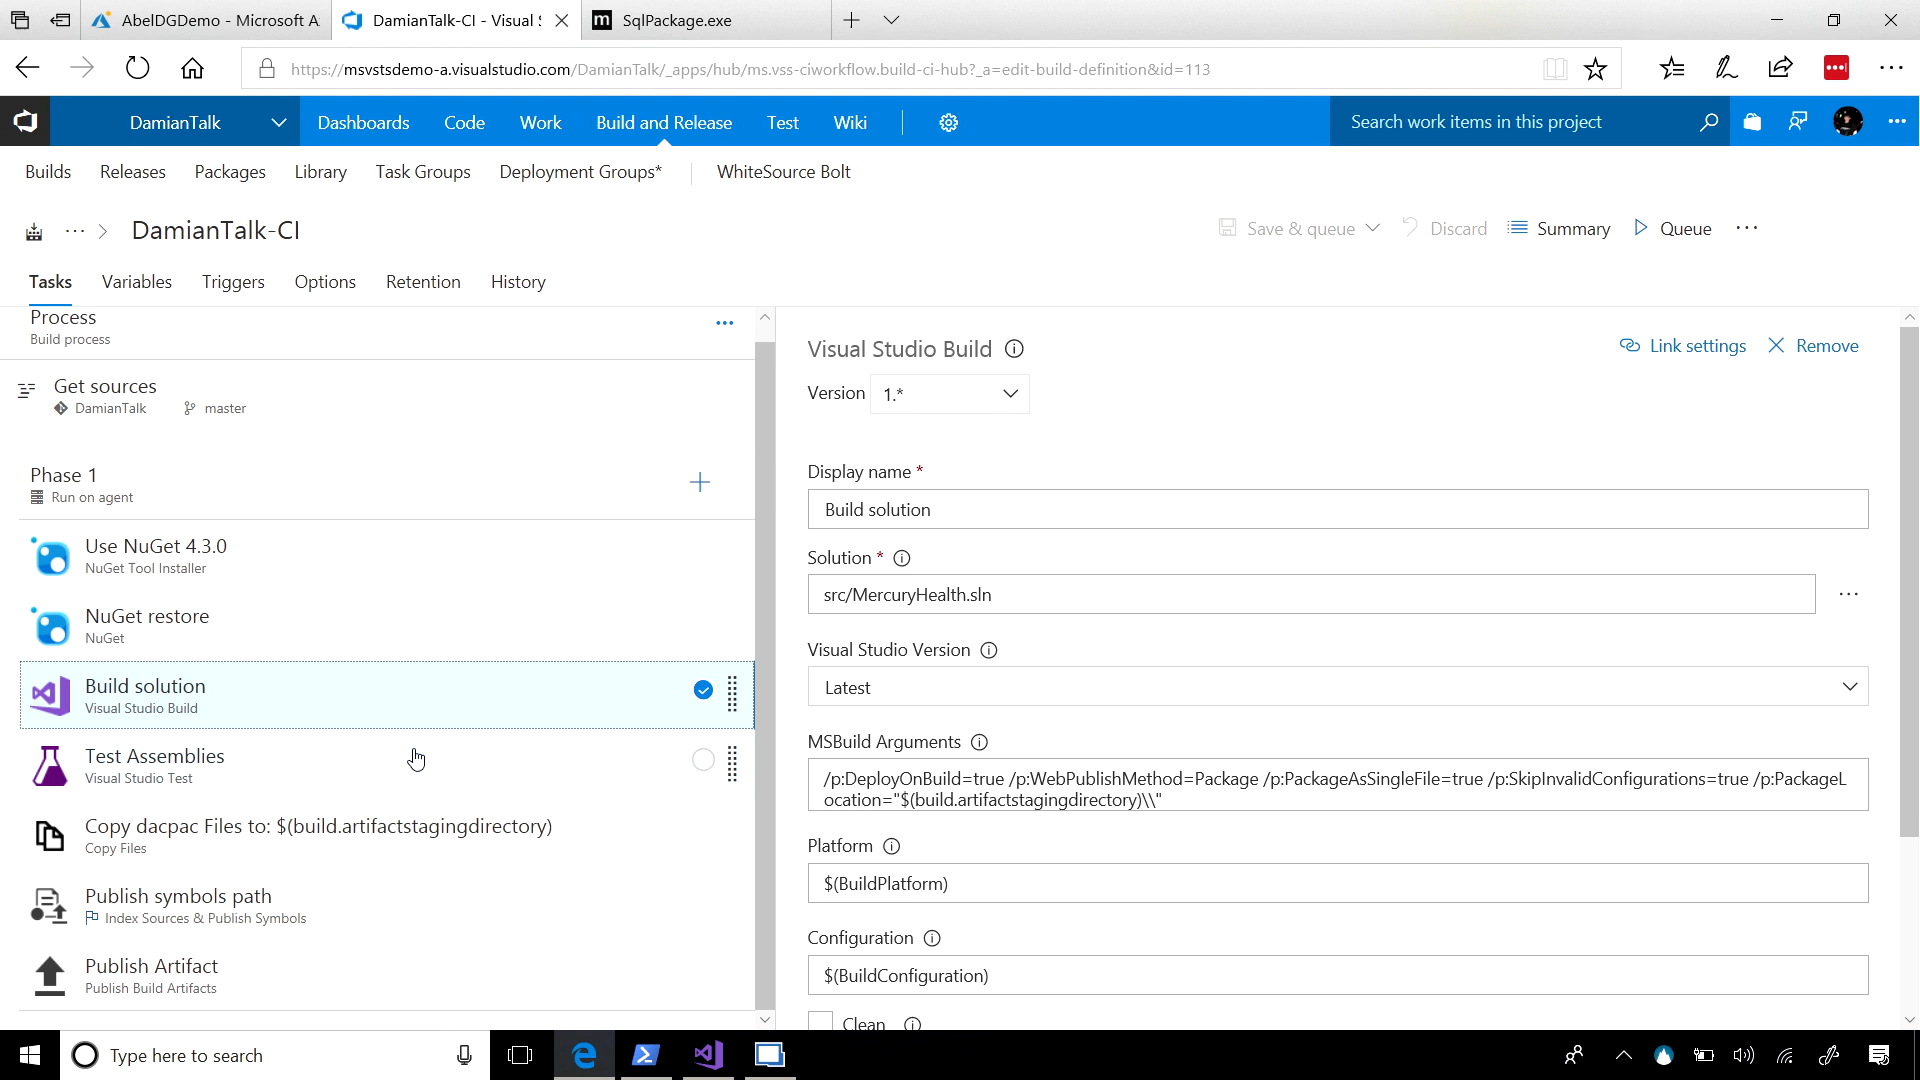 AbelDGDemo - Microsoft A
DamianTalk-CI - Visual S
SqlPackage.exe
https://msvstsdemo-a.visualstudio.com/DamianTalk/_apps/hub/ms.vss-ciworkflow.build-ci-hub?_a=edit-build-definition&id=113
DamianTalk
Dashboards
Code
Work
Build and Release
Test
Wiki
Search work items in this project
Builds
Releases
Packages
Library
Task Groups
Deployment Groups*
WhiteSource Bolt
DamianTalk-CI
Save & queue
Discard
Summary
Queue
Tasks
Variables
Triggers
Options
Retention
History
Process
Build process
Get sources
DamianTalk
master
Phase 1
Run on agent
Use NuGet 4.3.0
NuGet Tool Installer
NuGet restore
NuGet
Build solution
Visual Studio Build
Test Assemblies
Visual Studio Test
Copy dacpac Files to: $(build.artifactstagingdirectory)
Copy Files
Publish symbols path
Index Sources & Publish Symbols
Publish Artifact
Publish Build Artifacts
Visual Studio Build
Link settings
Remove
Version
1.*
Display name *
Build solution
Solution *
src/MercuryHealth.sln
Visual Studio Version
Latest
MSBuild Arguments
/p:DeployOnBuild=true /p:WebPublishMethod=Package /p:PackageAsSingleFile=true /p:SkipInvalidConfigurations=true /p:PackageL
ocation="$(build.artifactstagingdirectory)\\"
Platform
$(BuildPlatform)
Configuration
$(BuildConfiguration)
Clean
Type here to search